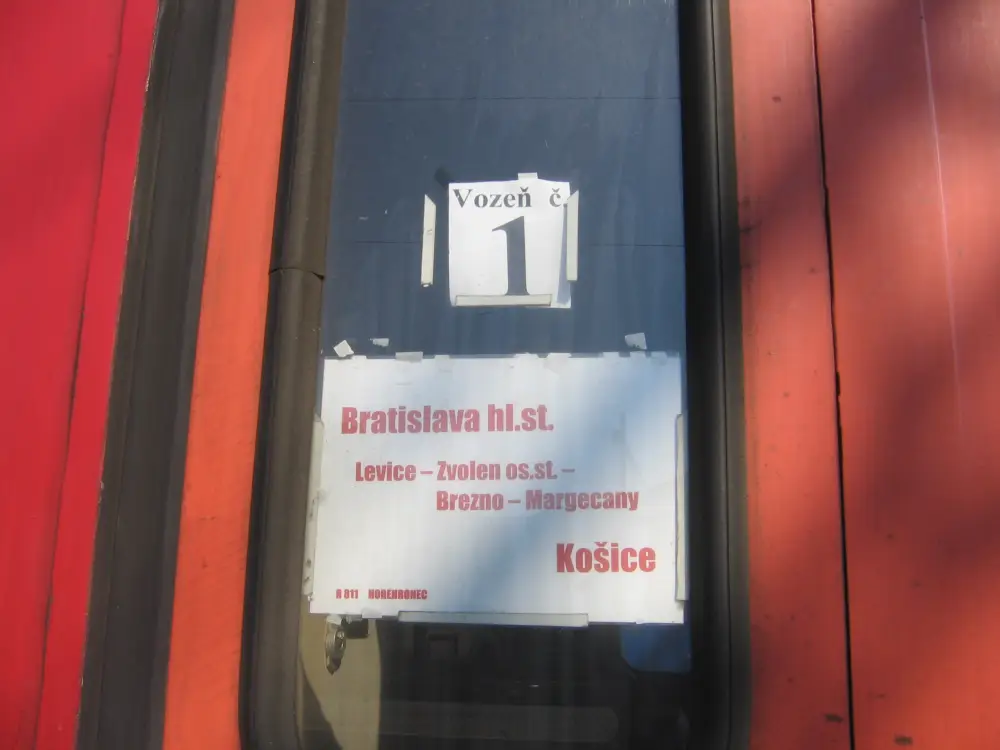 Vozeň č
1
Bratislava hl.st.
Levice – Zvolen os.st. –
Brezno – Margecany
Košice
R 811 HOREHRONEC